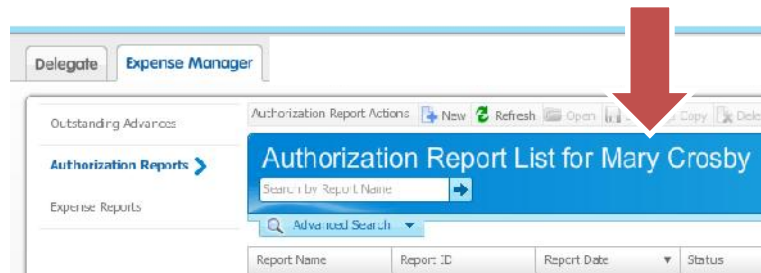 Delegate Expense Manager
Outstanding Advances
Authorization Reports
Expense Reports
Authorization Report Actions New Refresh Open Copy
Authorization Report List for Mary Crosby
Search by Report Name
Advanced Search
Report Name Report ID Report Date Status